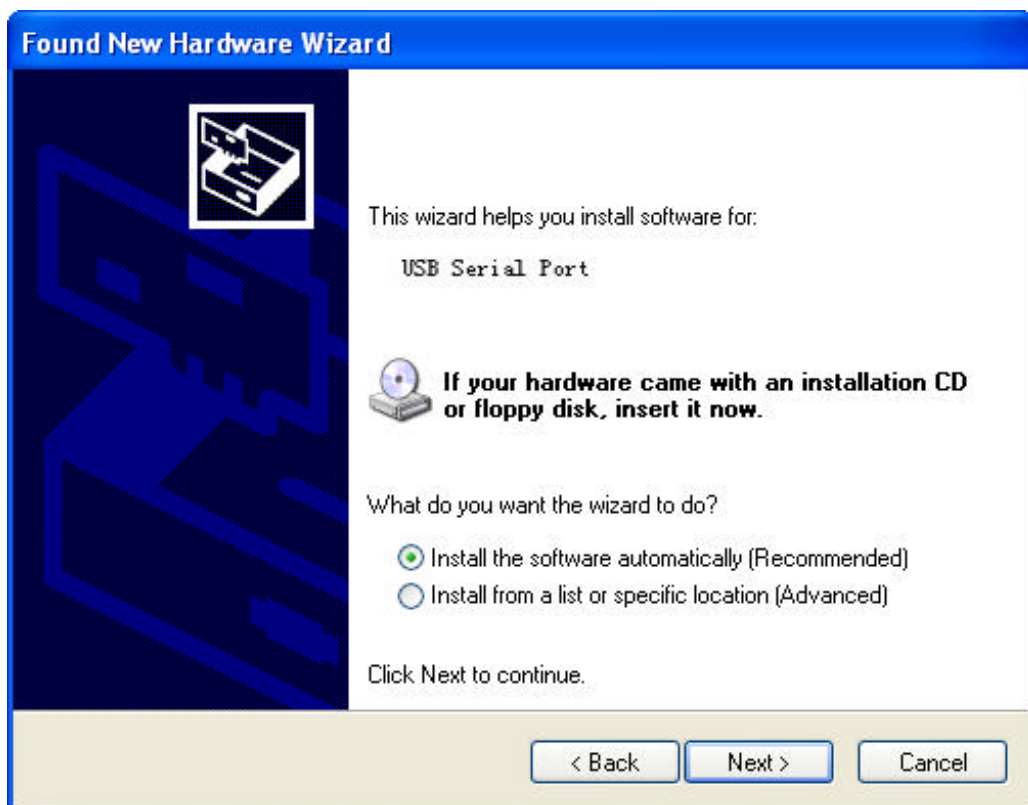 Found New Hardware Wizard
This wizard helps you install software for:
USB Serial Port
If your hardware came with an installation CD
or floppy disk, insert it now.
What do you want the wizard to do?
Install the software automatically (Recommended)
Install from a list or specific location (Advanced)
Click Next to continue.
< Back
Next >
Cancel